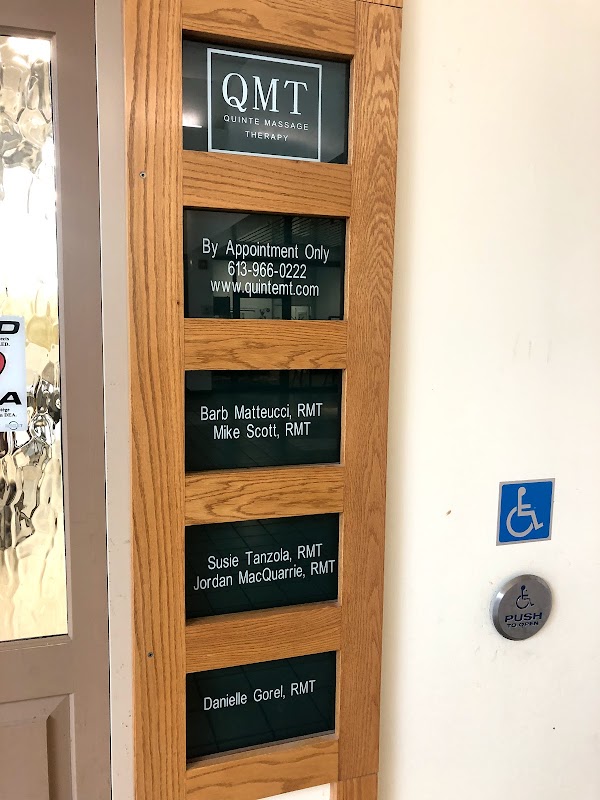 QMT
QUINTE MASSAGE
THERAPY
By Appointment Only
613-966-0222
www.quintemt.com
Barb Matteucci, RMT
Mike Scott, RMT
Susie Tanzola, RMT
Jordan MacQuarrie, RMT
Danielle Gorel, RMT
PUSH
TO OPEN